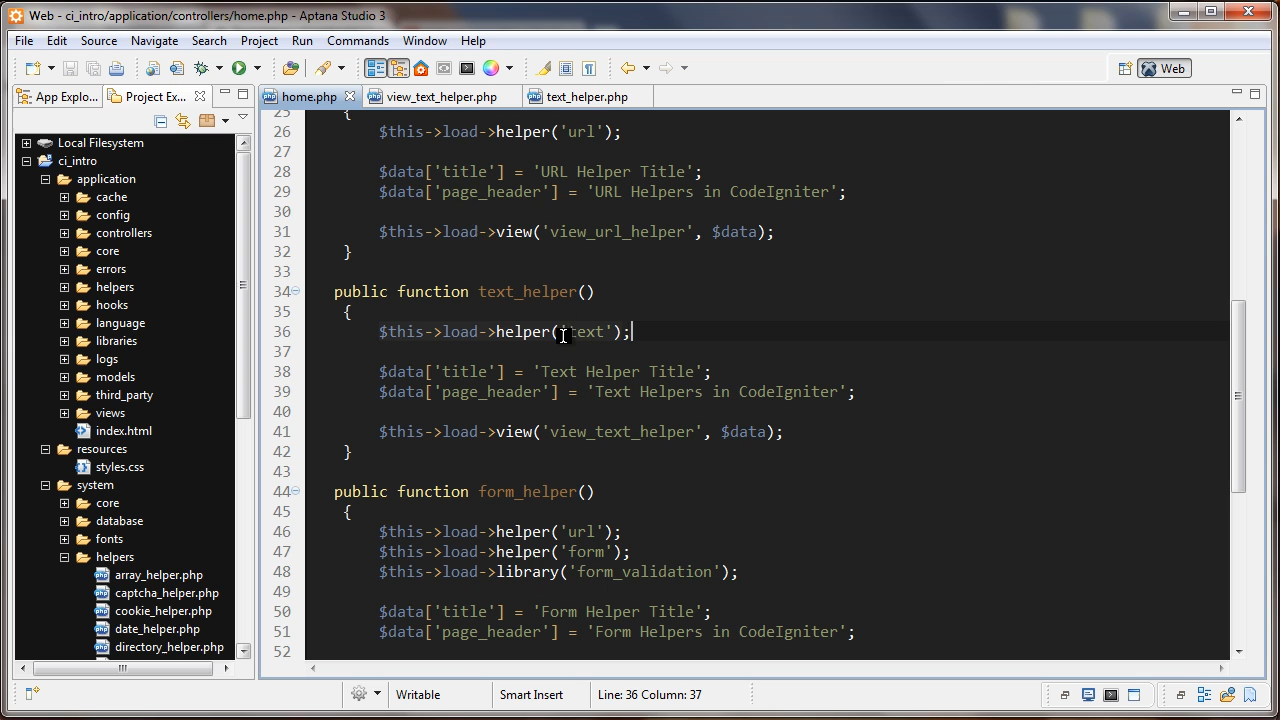 Web - ci_intro/application/controllers/home.php - Aptana Studio 3
File Edit Source Navigate Search Project Run Commands Window Help
Web
App Explo... Project Ex... home.php view_text_helper.php text_helper.php
Local Filesystem
ci_intro
application
cache
config
controllers
core
errors
helpers
hooks
language
libraries
logs
models
third_party
views
index.html
resources
styles.css
system
core
database
fonts
helpers
array_helper.php
captcha_helper.php
cookie_helper.php
date_helper.php
directory_helper.php
25 {
26 $this->load->helper('url');
27
28 $data['title'] = 'URL Helper Title';
29 $data['page_header'] = 'URL Helpers in CodeIgniter';
30
31 $this->load->view('view_url_helper', $data);
32 }
33
34 public function text_helper()
35 {
36 $this->load->helper('text');
37
38 $data['title'] = 'Text Helper Title';
39 $data['page_header'] = 'Text Helpers in CodeIgniter';
40
41 $this->load->view('view_text_helper', $data);
42 }
43
44 public function form_helper()
45 {
46 $this->load->helper('url');
47 $this->load->helper('form');
48 $this->load->library('form_validation');
49
50 $data['title'] = 'Form Helper Title';
51 $data['page_header'] = 'Form Helpers in CodeIgniter';
52
Writable Smart Insert Line: 36 Column: 37